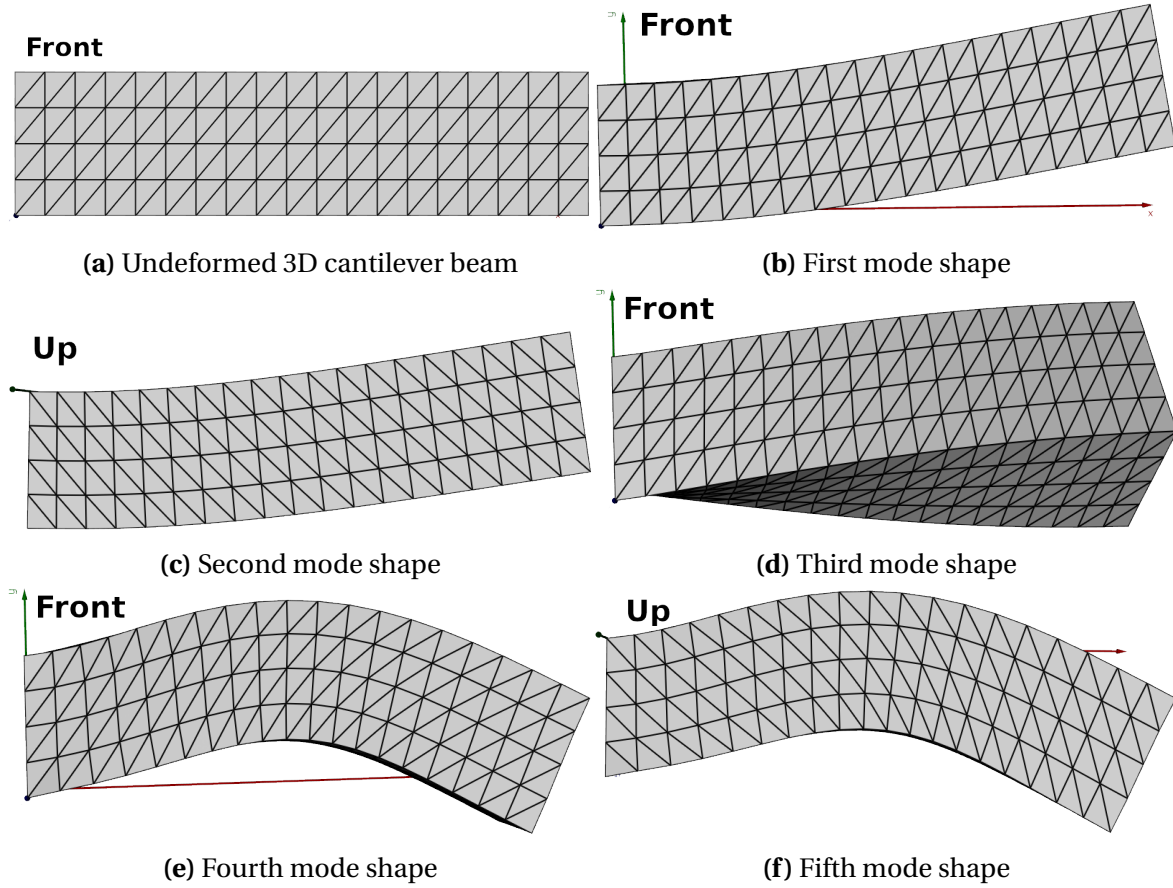 Front
Front
x
(a) Undeformed 3D cantilever beam
(b) First mode shape
Up
Front
(c) Second mode shape
(d) Third mode shape
Front
Up
(e) Fourth mode shape
(f) Fifth mode shape